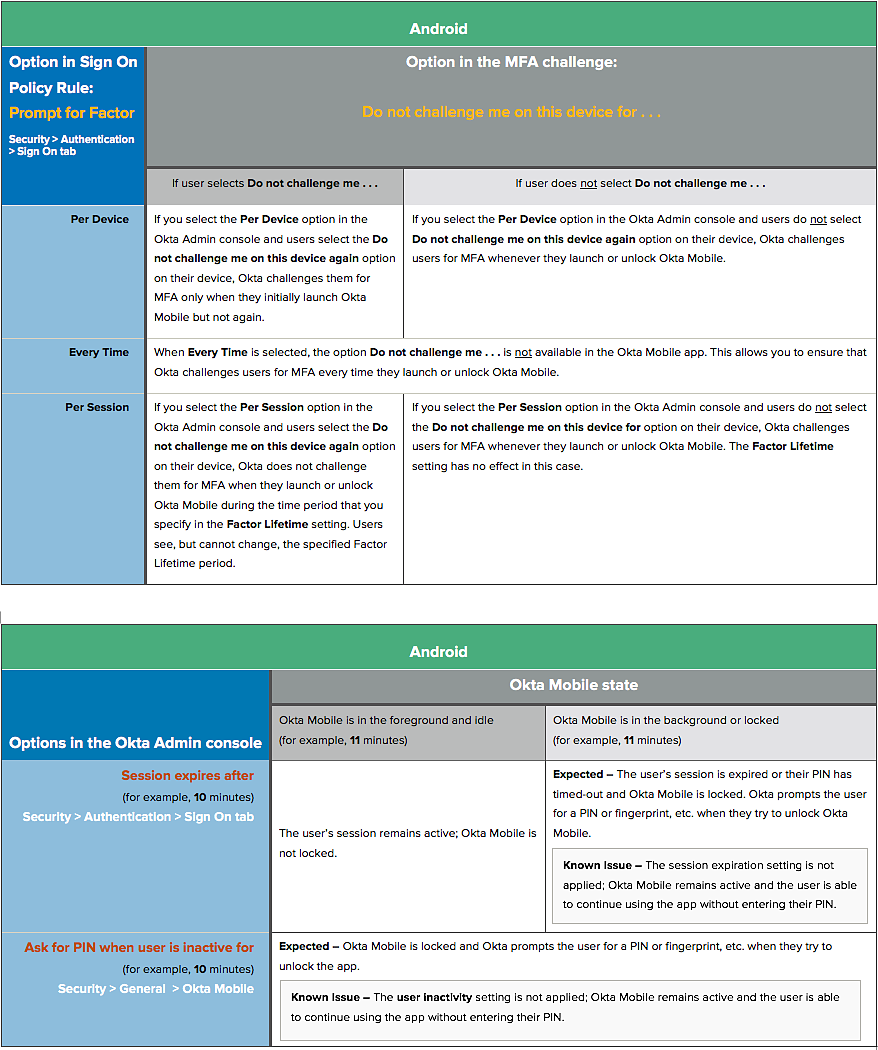 Android
Option in Sign On
Policy Rule:
Prompt for Factor
Security > Authentication
> Sign On tab
Option in the MFA challenge:
Do not challenge me on this device for . . .
If user selects Do not challenge me . . .
If user does not select Do not challenge me . . .
Per Device
If you select the Per Device option in the
Okta Admin console and users select the Do
not challenge me on this device again option
on their device, Okta challenges them for
MFA only when they initially launch Okta
Mobile but not again.
If you select the Per Device option in the Okta Admin console and users do not select
Do not challenge me on this device again option on their device, Okta challenges
users for MFA whenever they launch or unlock Okta Mobile.
Every Time
When Every Time is selected, the option Do not challenge me . . . is not available in the Okta Mobile app. This allows you to ensure that
Okta challenges users for MFA every time they launch or unlock Okta Mobile.
Per Session
If you select the Per Session option in the
Okta Admin console and users select the Do
not challenge me on this device again option
on their device, Okta does not challenge
them for MFA when they launch or unlock
Okta Mobile during the time period that you
specify in the Factor Lifetime setting. Users
see, but cannot change, the specified Factor
Lifetime period.
If you select the Per Session option in the Okta Admin console and users do not select
the Do not challenge me on this device for option on their device, Okta challenges
users for MFA whenever they launch or unlock Okta Mobile. The Factor Lifetime
setting has no effect in this case.
Android
Options in the Okta Admin console
Okta Mobile state
Okta Mobile is in the foreground and idle
(for example, 11 minutes)
Okta Mobile is in the background or locked
(for example, 11 minutes)
Session expires after
(for example, 10 minutes)
Security > Authentication > Sign On tab
The user's session remains active; Okta Mobile is
not locked.
Expected – The user's session is expired or their PIN has
timed-out and Okta Mobile is locked. Okta prompts the user
for a PIN or fingerprint, etc. when they try to unlock Okta
Mobile.
Known Issue – The session expiration setting is not
applied; Okta Mobile remains active and the user is able
to continue using the app without entering their PIN.
Ask for PIN when user is inactive for
(for example, 10 minutes)
Security > General > Okta Mobile
Expected – Okta Mobile is locked and Okta prompts the user for a PIN or fingerprint, etc. when they try to
unlock the app.
Known Issue – The user inactivity setting is not applied; Okta Mobile remains active and the user is able
to continue using the app without entering their PIN.